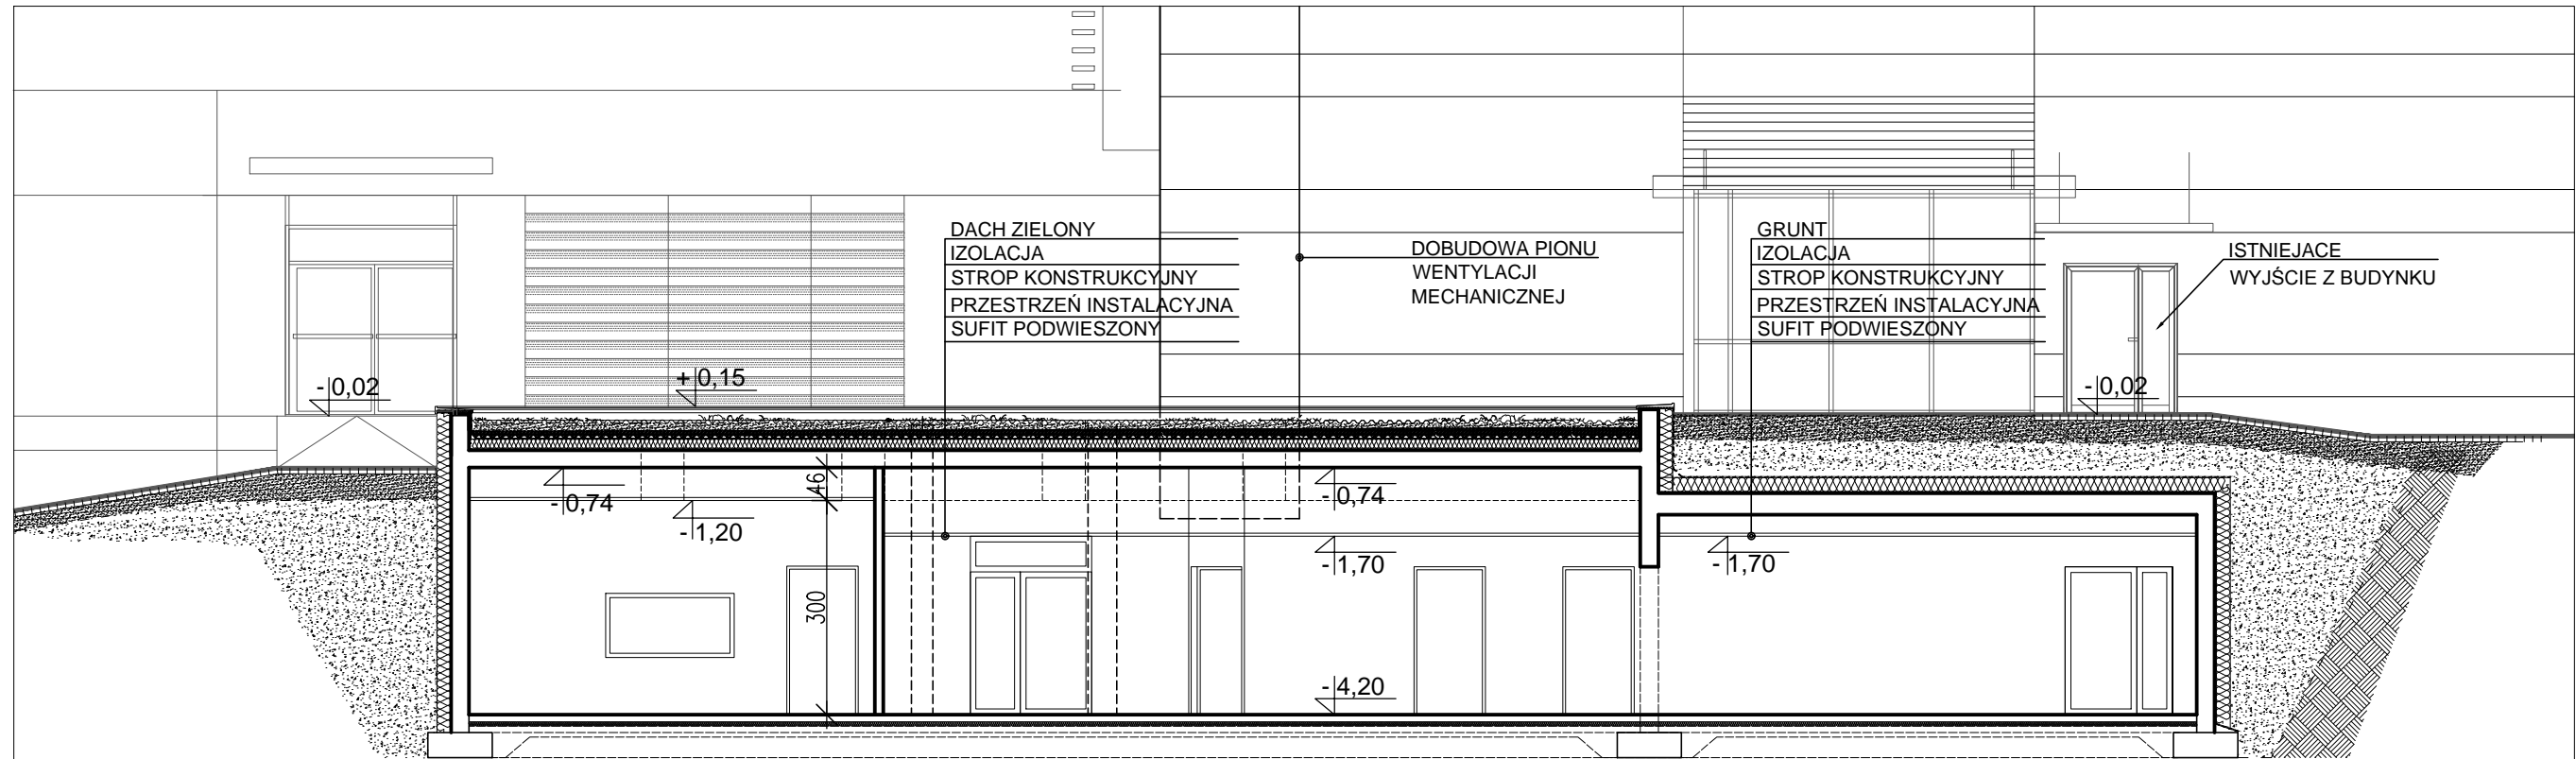 DACH ZIELONY
IZOLACJA
STROP KONSTRUKCYJNY
PRZESTRZEŃ INSTALACYJNA
SUFIT PODWIESZONY
DOBUDOWA PIONU
WENTYLACJI
MECHANICZNEJ
GRUNT
IZOLACJA
STROP KONSTRUKCYJNY
PRZESTRZEŃ INSTALACYJNA
SUFIT PODWIESZONY
ISTNIEJACE
WYJŚCIE Z BUDYNKU
-0,02
+0,15
-0,02
-0,74
46
-0,74
-1,20
-1,70
-1,70
300
-4,20